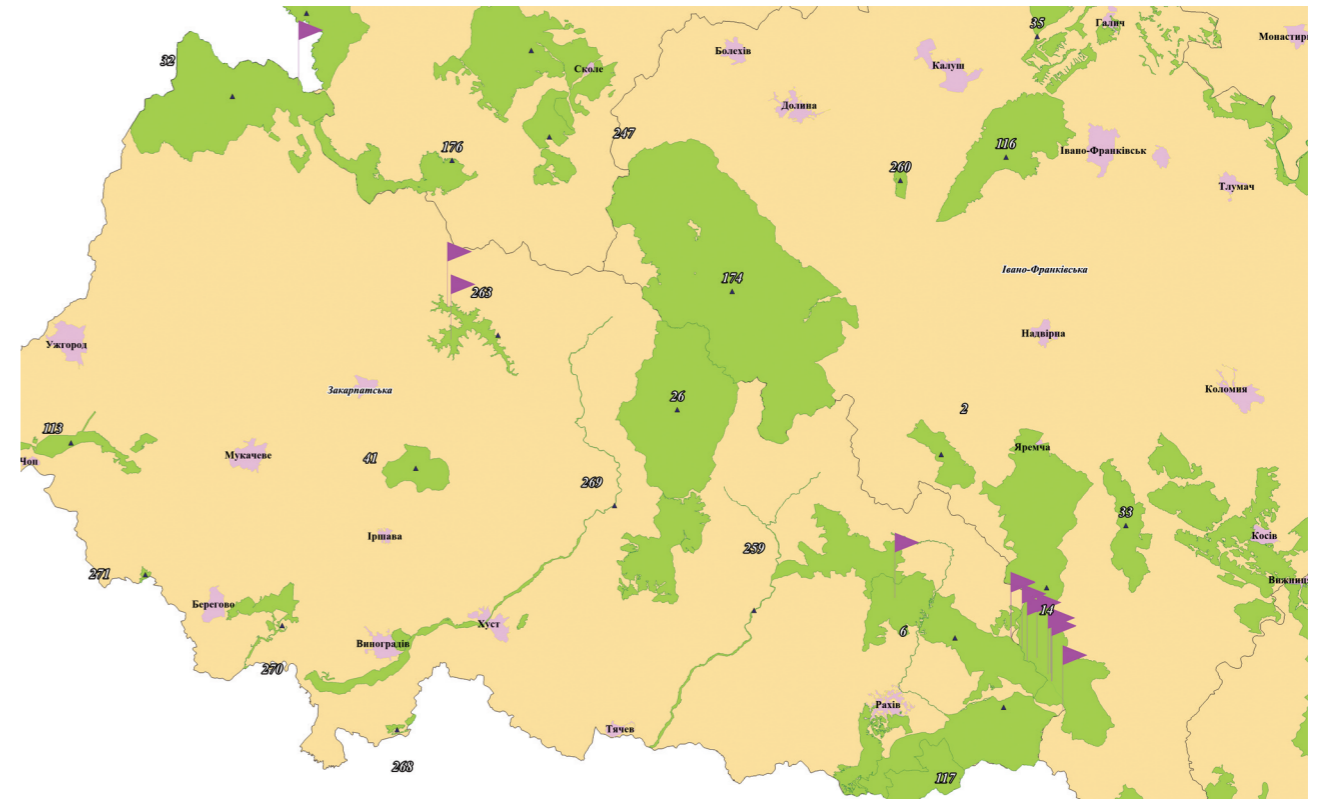 35
Галич
Монастири
32
Болехів
Сколе
Калуш
Долина
247
176
116
Івано-Франківськ
260
Тлумач
174
Івано-Франківська
263
Надвірна
Ужгород
Закарпатська
Коломия
26
2
113
Яремча
Мукачеве
41
Чоп
269
33
Іршава
Косів
259
271
Вижниця
Берегово
14
Хуст
6
Виноградів
270
Рахів
Тячев
268
117